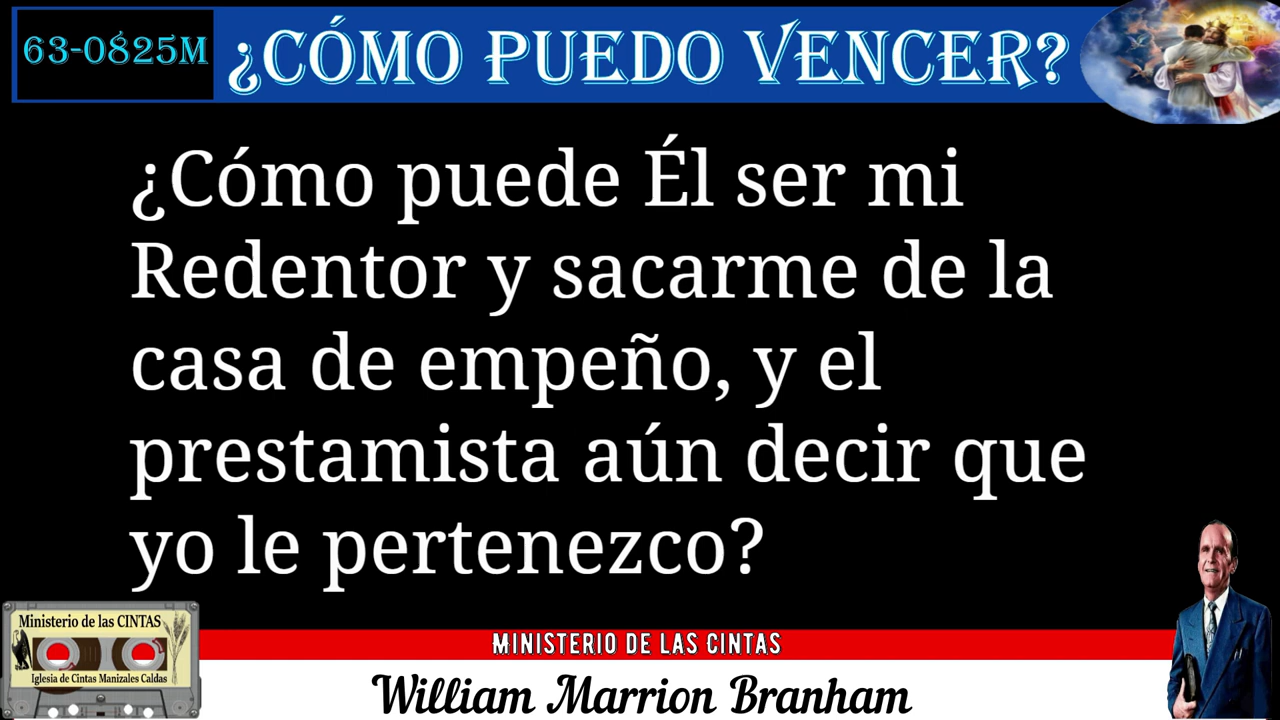 63-0825M
¿CÓMO PUEDO VENCER?
¿Cómo puede Él ser mi
Redentor y sacarme de la
casa de empeño, y el
prestamista aún decir que
yo le pertenezco?
Ministerio de las CINTAS
Iglesia de Cintas Manizales Caldas
MINISTERIO DE LAS CINTAS
William Marrion Branham